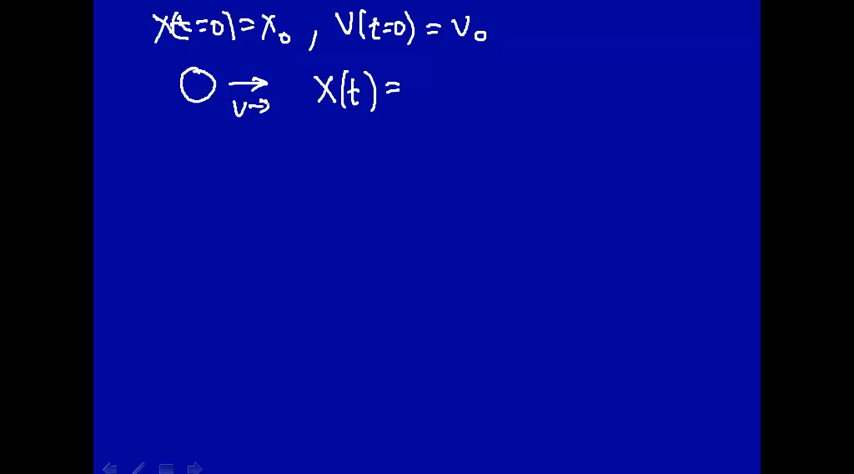 X(t=0)=X₀, V(t=0)=V₀
V→ X(t)=